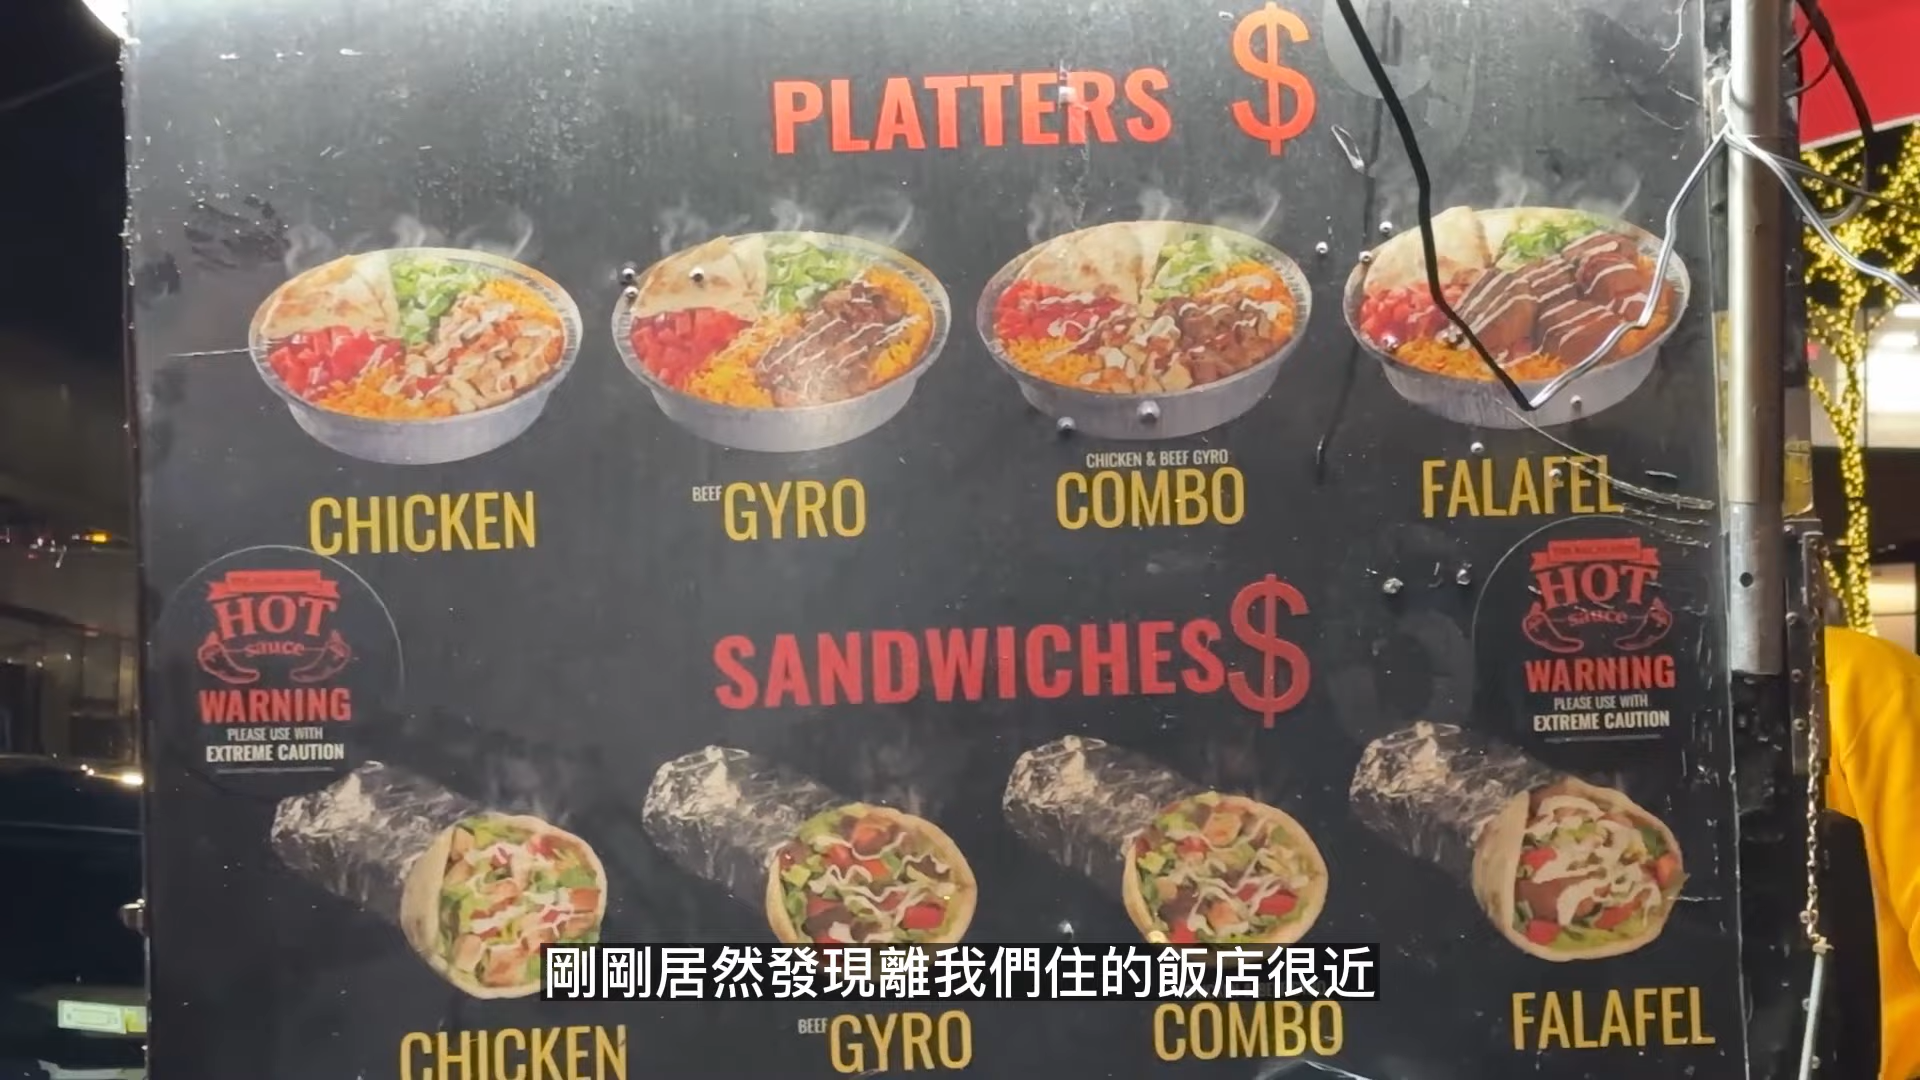 PLATTERS $
CHICKEN
BEEF GYRO
CHICKEN & BEEF GYRO
COMBO
FALAFEL
HOT
sauce
WARNING
PLEASE USE WITH
EXTREME CAUTION
SANDWICHES $
HOT
sauce
WARNING
PLEASE USE WITH
EXTREME CAUTION
剛剛居然發現離我們住的飯店很近
CHICKEN
BEEF GYRO
COMBO
FALAFEL